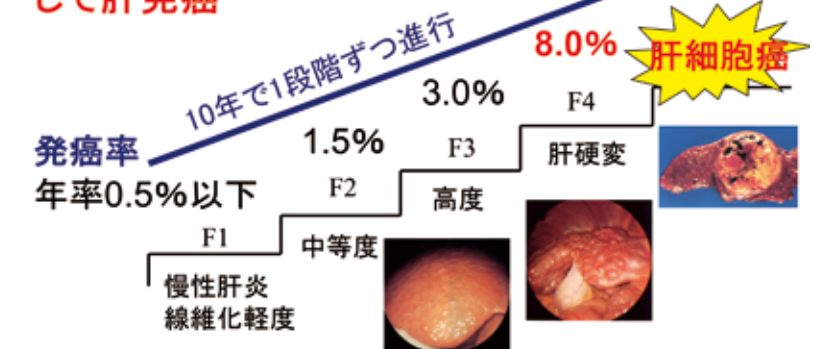 して肝発癌
10年で1段階ずつ進行
8.0%
肝細胞癌
3.0%
F4
肝硬変
発癌率
1.5%
F3
高度
年率0.5%以下
F2
中等度
F1
慢性肝炎
線維化軽度